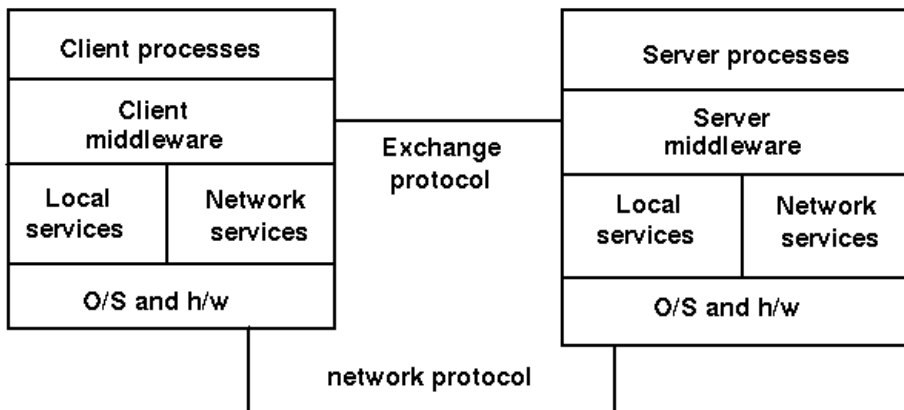 Client processes
Client
middleware
Local
services
Network
services
O/S and h/w
Exchange
protocol
Server processes
Server
middleware
Local
services
Network
services
O/S and h/w
network protocol